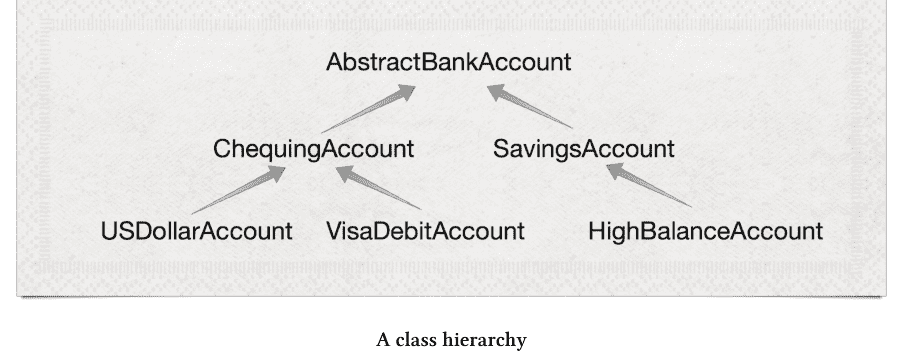 AbstractBankAccount
ChequingAccount SavingsAccount
USDollarAccount VisaDebitAccount HighBalanceAccount
A class hierarchy